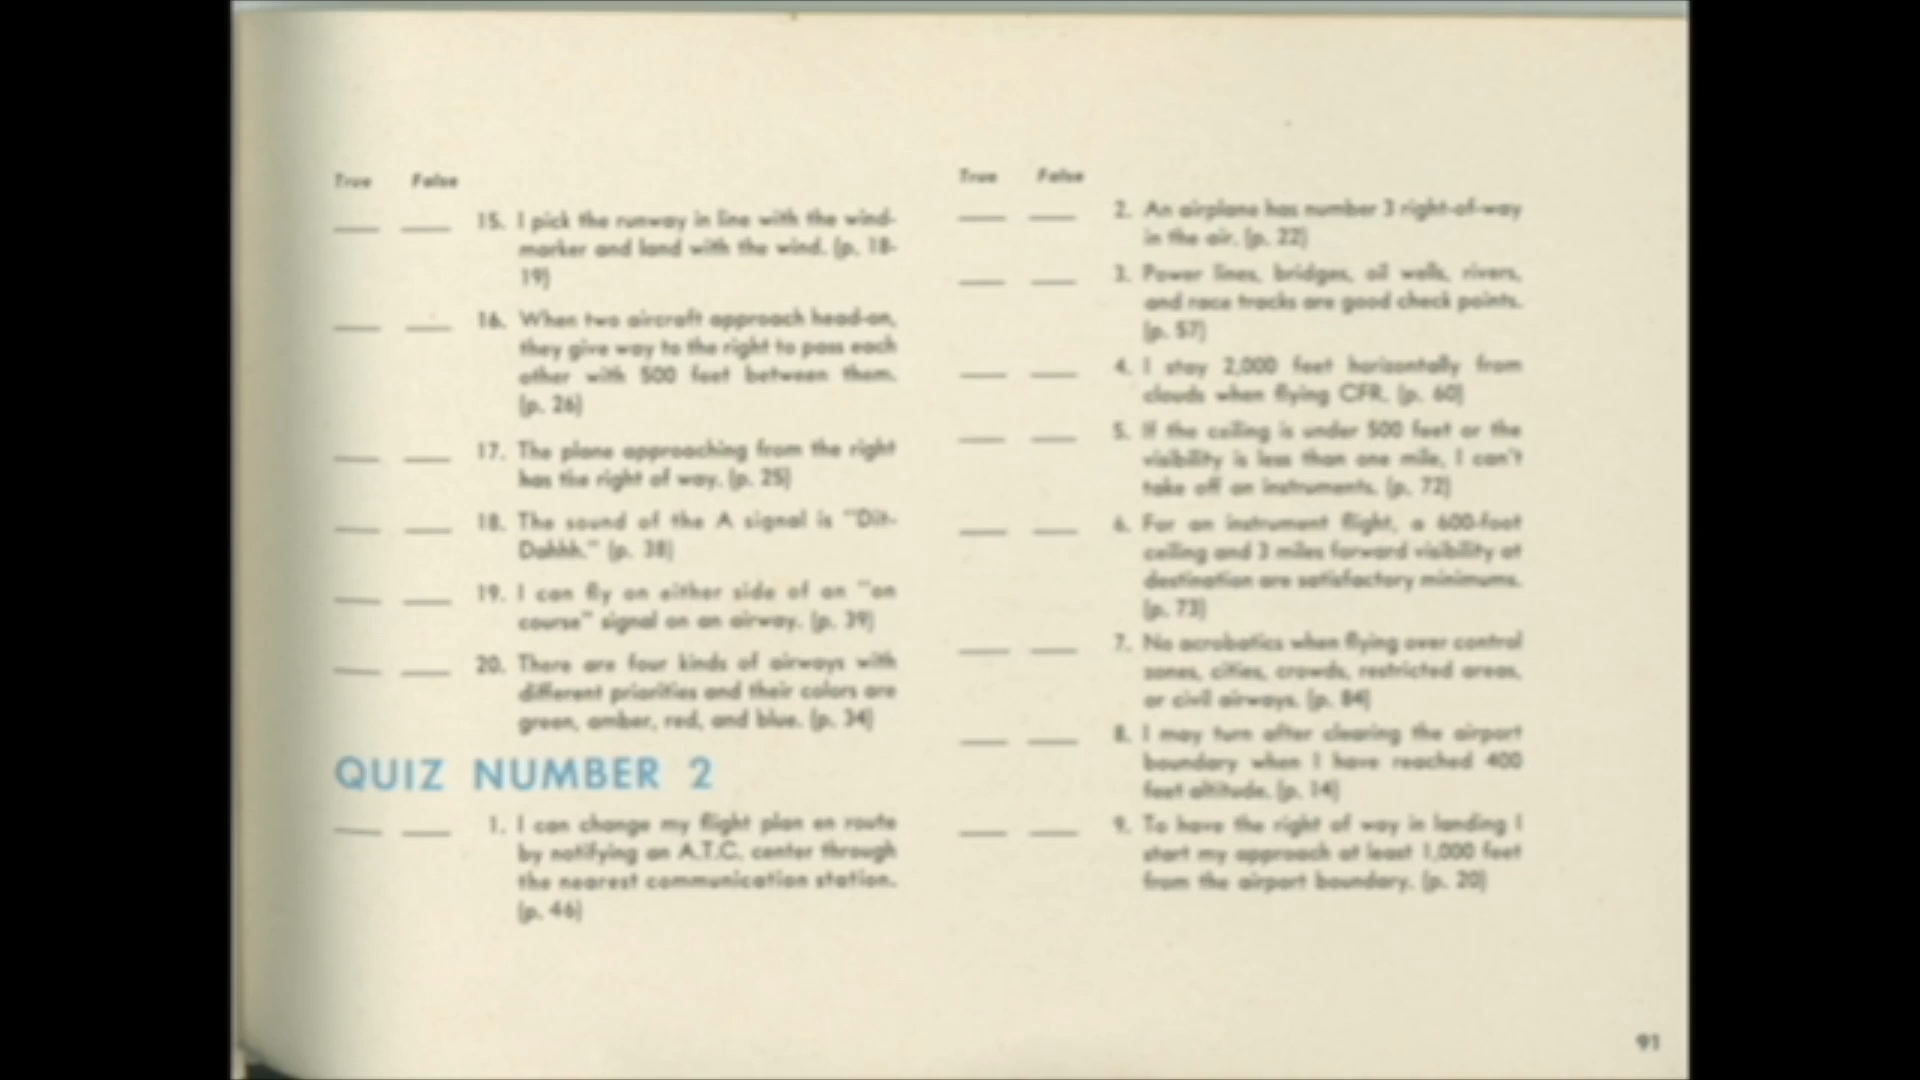 True False
15. I pick the runway in line with the wind-
marker and land with the wind. (p. 18-
19)
16. When two aircraft approach head-on,
they give way to the right to pass each
other with 500 feet between them.
(p. 26)
17. The plane approaching from the right
has the right of way. (p. 25)
18. The sound of the A signal is "Dit-
Dahhh." (p. 38)
19. I can fly on either side of an "on
course" signal on an airway. (p. 39)
20. There are four kinds of airways with
different priorities and their colors are
green, amber, red, and blue. (p. 34)
QUIZ NUMBER 2
1. I can change my flight plan en route
by notifying an A.T.C. center through
the nearest communication station.
(p. 46)
True False
2. An airplane has number 3 right-of-way
in the air. (p. 22)
3. Power lines, bridges, oil wells, rivers,
and race tracks are good check points.
(p. 57)
4. I stay 2,000 feet horizontally from
clouds when flying CFR. (p. 60)
5. If the ceiling is under 500 feet or the
visibility is less than one mile, I can't
take off on instruments. (p. 72)
6. For an instrument flight, a 600-foot
ceiling and 3 miles forward visibility at
destination are satisfactory minimums.
(p. 73)
7. No acrobatics when flying over control
zones, cities, crowds, restricted areas,
or civil airways. (p. 84)
8. I may turn after clearing the airport
boundary when I have reached 400
feet altitude. (p. 14)
9. To have the right of way in landing I
start my approach at least 1,000 feet
from the airport boundary. (p. 20)
91